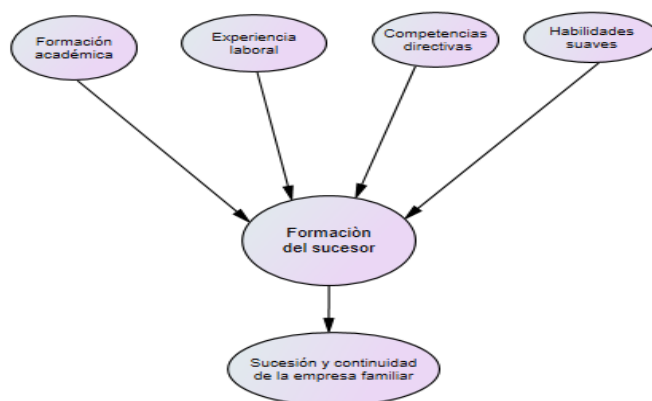 Formación
académica
Experiencia
laboral
Competencias
directivas
Habilidades
suaves
Formaciòn
del sucesor
Sucesión y continuidad
de la empresa familiar